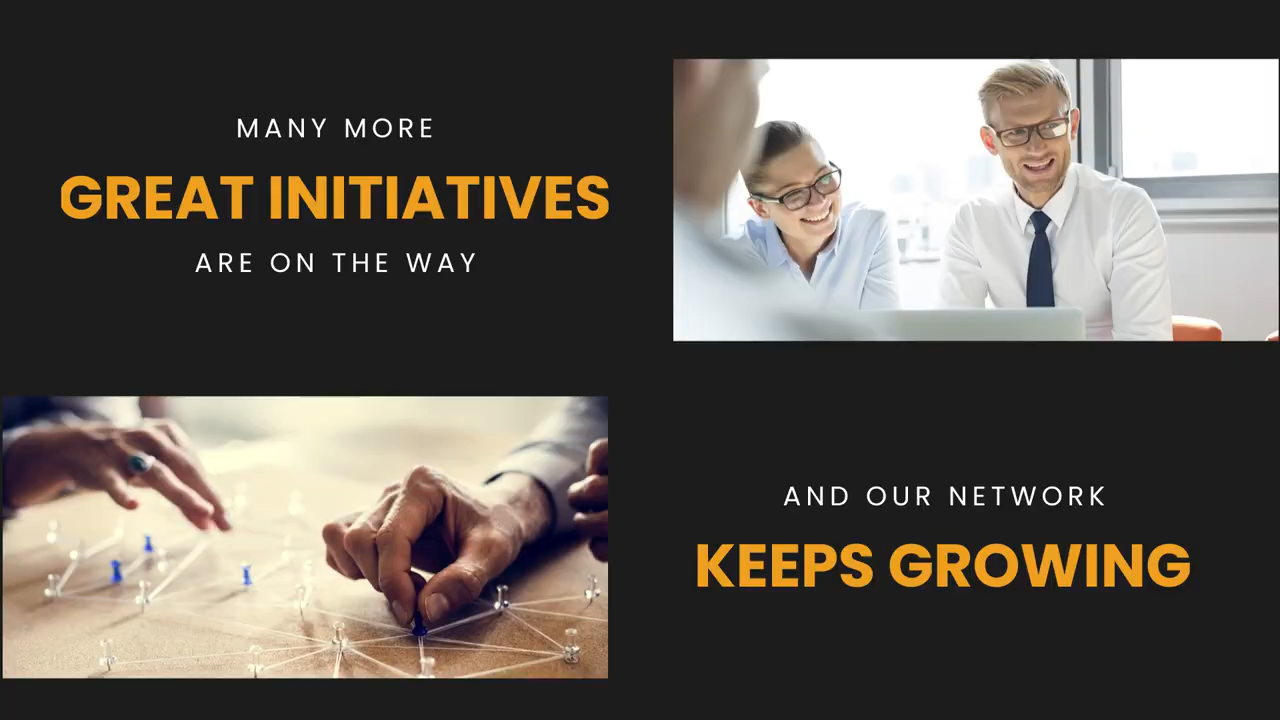 MANY MORE
GREAT INITIATIVES
ARE ON THE WAY
AND OUR NETWORK
KEEPS GROWING